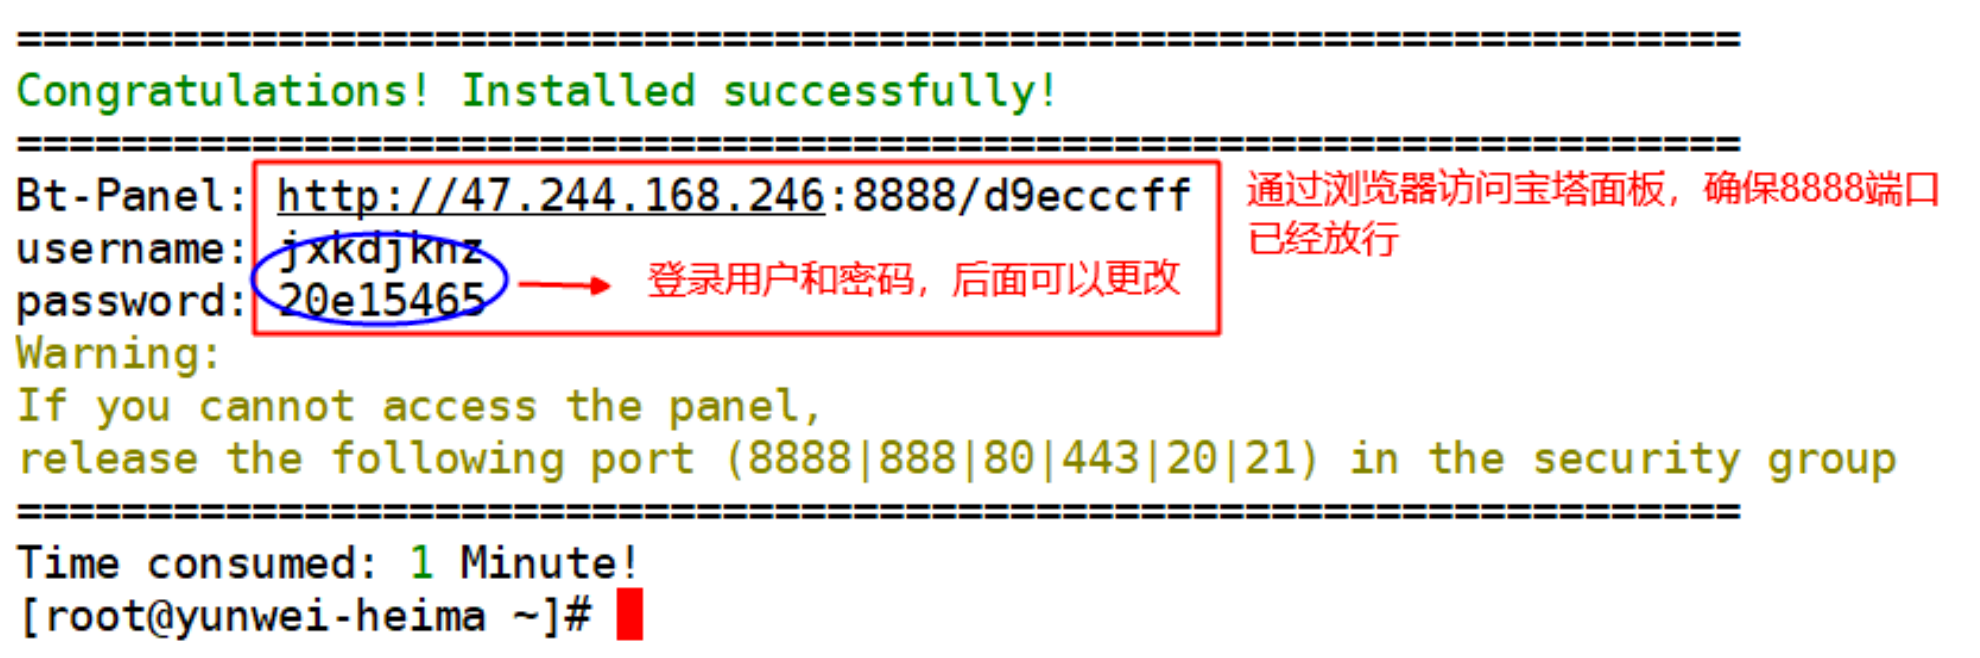 ==================================================================
Congratulations! Installed successfully!
==================================================================
Bt-Panel: http://47.244.168.246:8888/d9ecccff
通过浏览器访问宝塔面板，确保8888端口
已经放行
username: jxkdjknz
password: 20e15465
登录用户和密码，后面可以更改
Warning:
If you cannot access the panel,
release the following port (8888|888|80|443|20|21) in the security group
==================================================================
Time consumed: 1 Minute!
[root@yunwei-heima ~]#